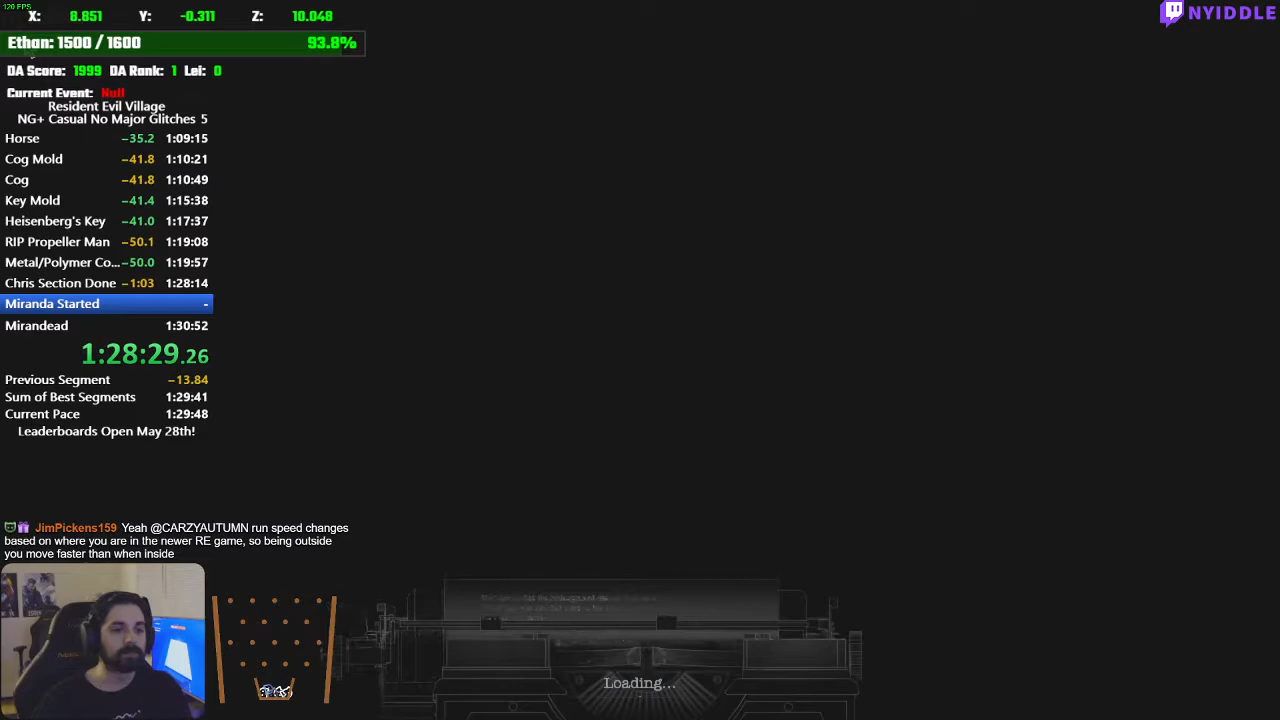 120 FPS
X: 8.851 Y: -0.311 Z: 10.048
NYIDDLE
Ethan: 1500 / 1600 93.8%
DA Score: 1999 DA Rank: 1 Lei: 0
Current Event: Null
Resident Evil Village
NG+ Casual No Major Glitches 5
Horse −35.2 1:09:15
Cog Mold −41.8 1:10:21
Cog −41.8 1:10:49
Key Mold −41.4 1:15:38
Heisenberg's Key −41.0 1:17:37
RIP Propeller Man −50.1 1:19:08
Metal/Polymer Co... −50.0 1:19:57
Chris Section Done −1:03 1:28:14
Miranda Started -
Mirandead 1:30:52
1:28:29.26
Previous Segment −13.84
Sum of Best Segments 1:29:41
Current Pace 1:29:48
Leaderboards Open May 28th!
JimPickens159 Yeah @CARZYAUTUMN run speed changes
based on where you are in the newer RE game, so being outside
you move faster than when inside
Loading...